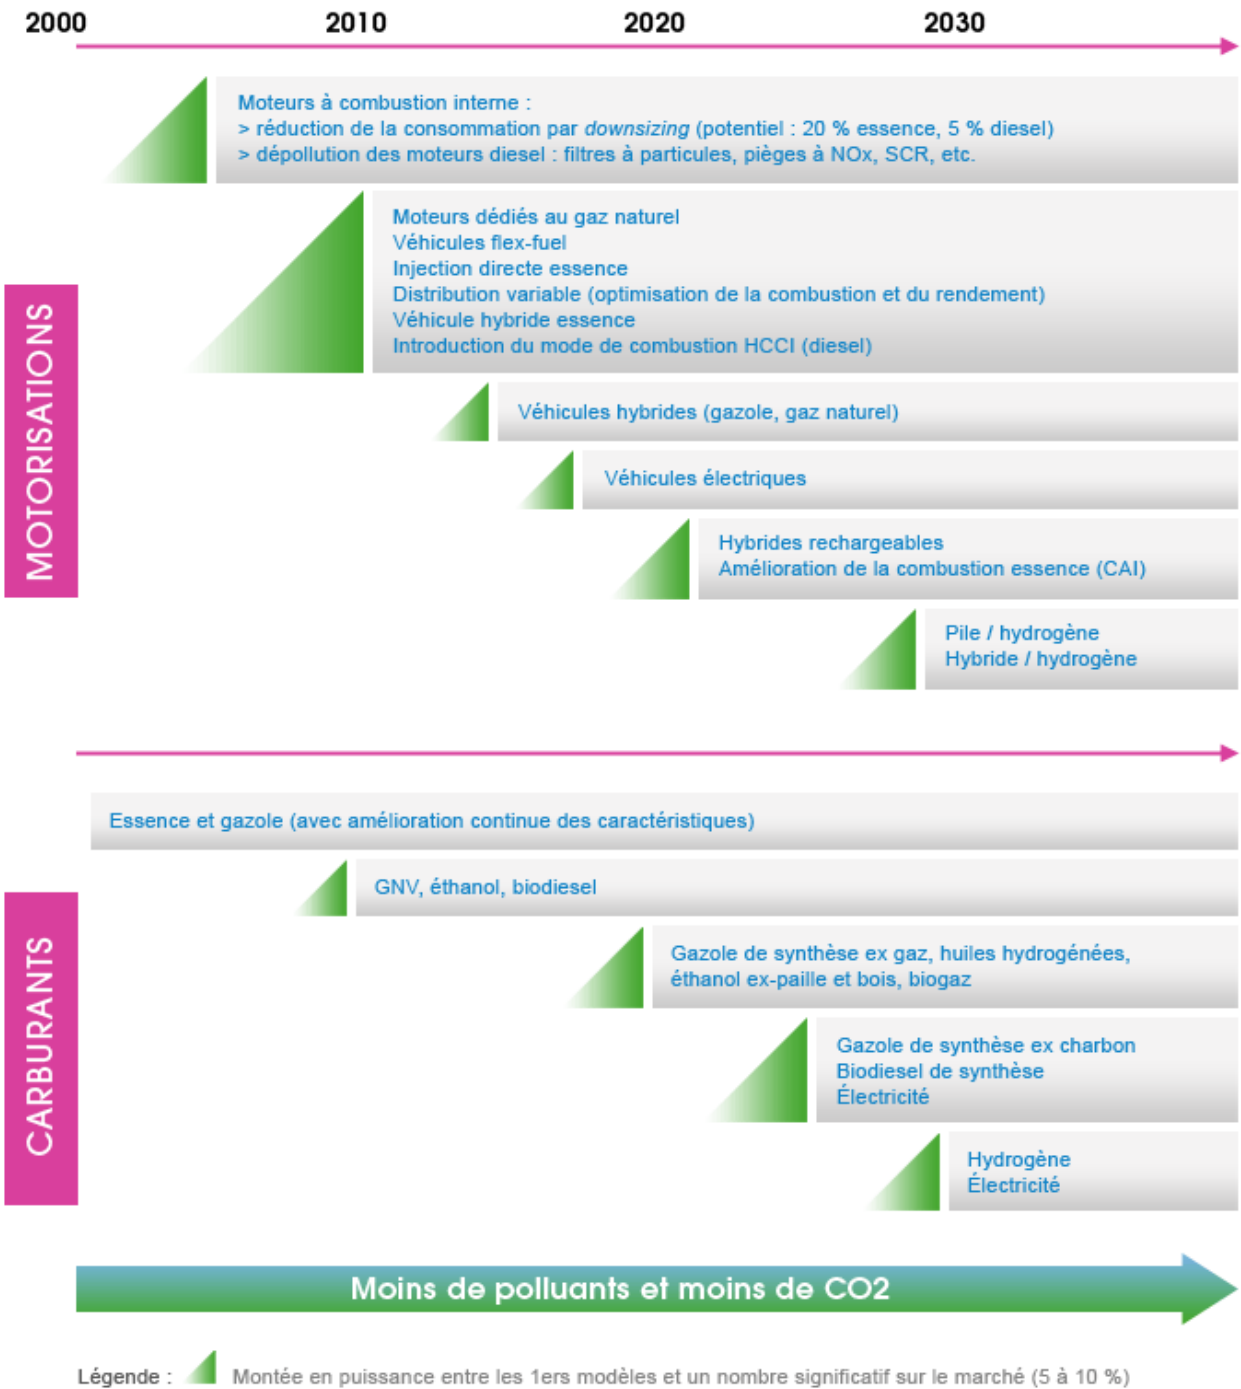 2000 2010 2020 2030
Moteurs à combustion interne :
> réduction de la consommation par downsizing (potentiel : 20 % essence, 5 % diesel)
> dépollution des moteurs diesel : filtres à particules, pièges à NOx, SCR, etc.
MOTORISATIONS
Moteurs dédiés au gaz naturel
Véhicules flex-fuel
Injection directe essence
Distribution variable (optimisation de la combustion et du rendement)
Véhicule hybride essence
Introduction du mode de combustion HCCI (diesel)
Véhicules hybrides (gazole, gaz naturel)
Véhicules électriques
Hybrides rechargeables
Amélioration de la combustion essence (CAI)
Pile / hydrogène
Hybride / hydrogène
CARBURANTS
Essence et gazole (avec amélioration continue des caractéristiques)
GNV, éthanol, biodiesel
Gazole de synthèse ex gaz, huiles hydrogénées,
éthanol ex-paille et bois, biogaz
Gazole de synthèse ex charbon
Biodiesel de synthèse
Électricité
Hydrogène
Électricité
Moins de polluants et moins de CO2
Légende : Montée en puissance entre les 1ers modèles et un nombre significatif sur le marché (5 à 10 %)